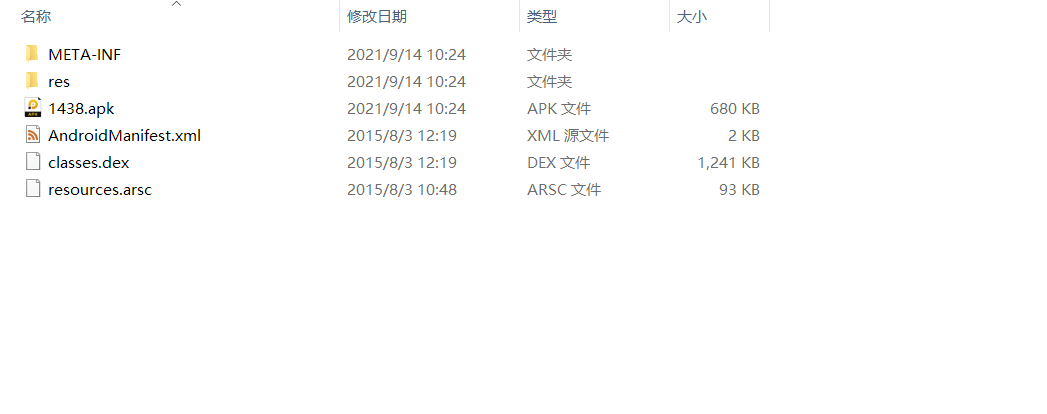 名称 修改日期 类型 大小
META-INF 2021/9/14 10:24 文件夹
res 2021/9/14 10:24 文件夹
1438.apk 2021/9/14 10:24 APK 文件 680 KB
AndroidManifest.xml 2015/8/3 12:19 XML 源文件 2 KB
classes.dex 2015/8/3 12:19 DEX 文件 1,241 KB
resources.arsc 2015/8/3 10:48 ARSC 文件 93 KB